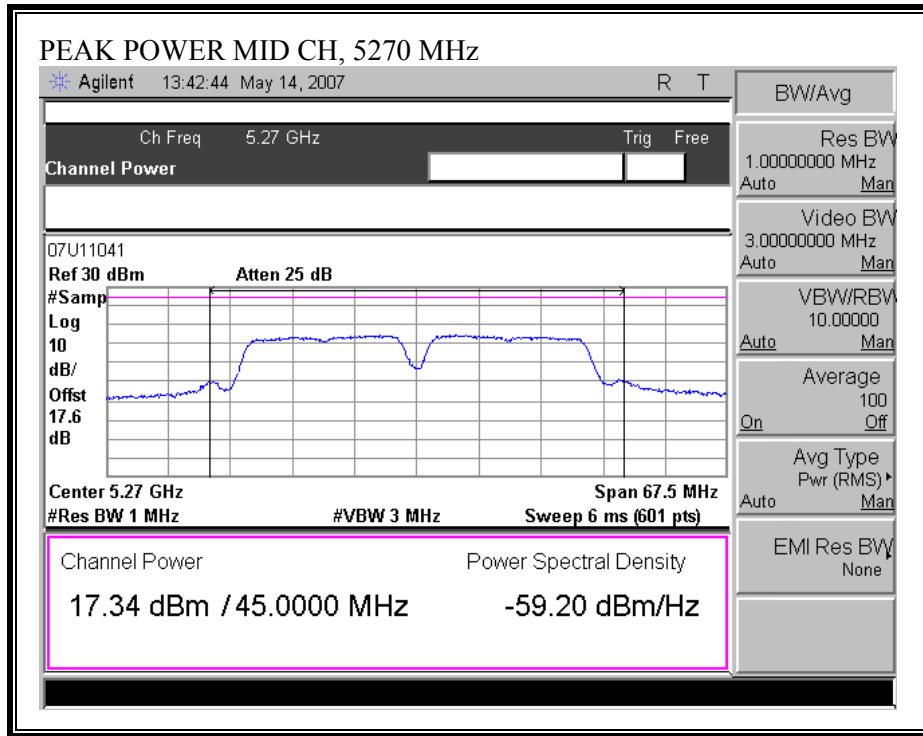 PEAK POWER MID CH, 5270 MHz
Agilent 13:42:44 May 14, 2007 R T
Ch Freq 5.27 GHz Trig Free
Channel Power
07U11041
Ref 30 dBm Atten 25 dB
#Samp
Log
10
dB/
Offst
17.6
dB
Center 5.27 GHz Span 67.5 MHz
#Res BW 1 MHz #VBW 3 MHz Sweep 6 ms (601 pts)
Channel Power Power Spectral Density
17.34 dBm / 45.0000 MHz -59.20 dBm/Hz
BW/Avg
Res BW
1.00000000 MHz
Auto Man
Video BW
3.00000000 MHz
Auto Man
VBW/RBW
10.00000
Auto Man
Average
100
On Off
Avg Type
Pwr (RMS)
Auto Man
EMI Res BW
None